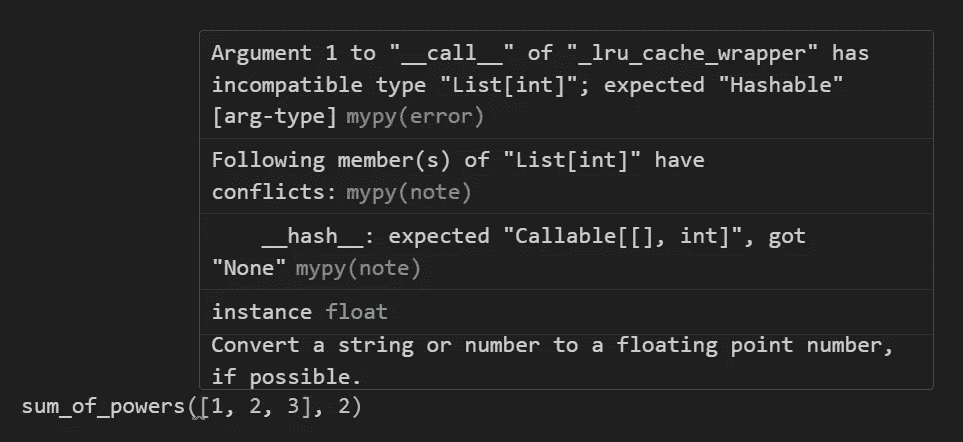 Argument 1 to "__call__" of "_lru_cache_wrapper" has
incompatible type "List[int]"; expected "Hashable"
[arg-type] mypy(error)
Following member(s) of "List[int]" have
conflicts: mypy(note)
    __hash__: expected "Callable[[], int]", got
"None" mypy(note)
instance float
Convert a string or number to a floating point number,
if possible.
sum_of_powers([1, 2, 3], 2)